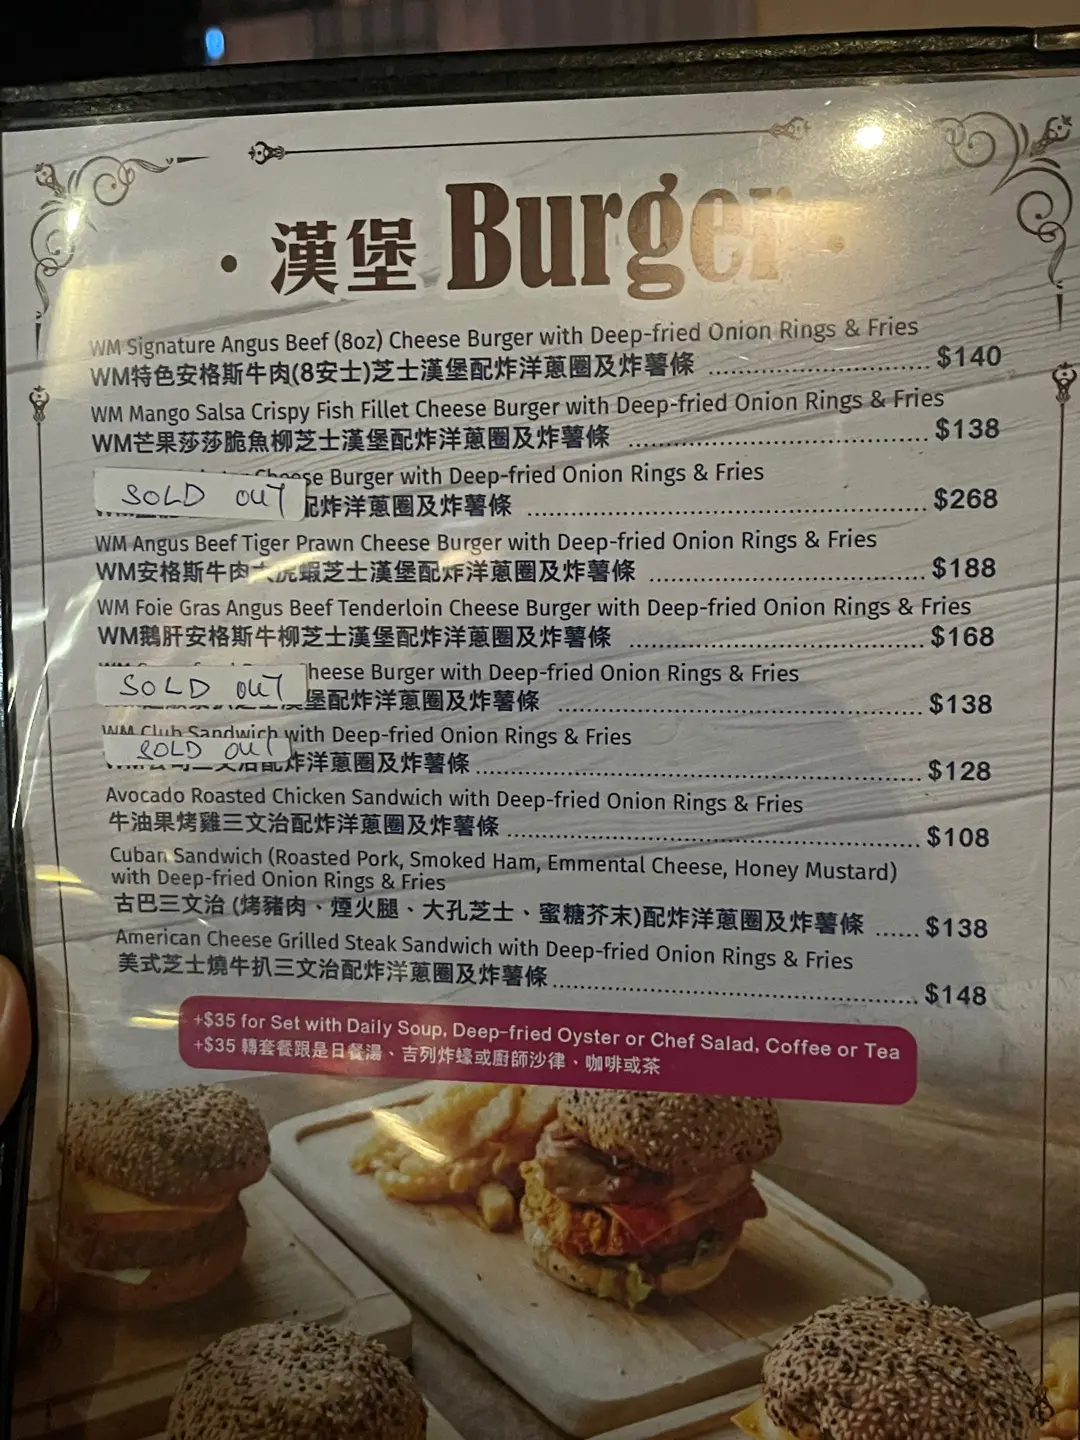 · 漢堡 Burger ·
WM Signature Angus Beef (8oz) Cheese Burger with Deep-fried Onion Rings & Fries
WM特色安格斯牛肉(8安士)芝士漢堡配炸洋蔥圈及炸薯條 $140
WM Mango Salsa Crispy Fish Fillet Cheese Burger with Deep-fried Onion Rings & Fries
WM芒果莎莎脆魚柳芝士漢堡配炸洋蔥圈及炸薯條 $138
Cheese Burger with Deep-fried Onion Rings & Fries
SOLD OUT 配炸洋蔥圈及炸薯條 $268
WM Angus Beef Tiger Prawn Cheese Burger with Deep-fried Onion Rings & Fries
WM安格斯牛肉大虎蝦芝士漢堡配炸洋蔥圈及炸薯條 $188
WM Foie Gras Angus Beef Tenderloin Cheese Burger with Deep-fried Onion Rings & Fries
WM鵝肝安格斯牛柳芝士漢堡配炸洋蔥圈及炸薯條 $168
Cheese Burger with Deep-fried Onion Rings & Fries
SOLD OUT 漢堡配炸洋蔥圈及炸薯條 $138
WM Club Sandwich with Deep-fried Onion Rings & Fries
SOLD OUT 配炸洋蔥圈及炸薯條 $128
Avocado Roasted Chicken Sandwich with Deep-fried Onion Rings & Fries
牛油果烤雞三文治配炸洋蔥圈及炸薯條 $108
Cuban Sandwich (Roasted Pork, Smoked Ham, Emmental Cheese, Honey Mustard)
with Deep-fried Onion Rings & Fries
古巴三文治 (烤豬肉、煙火腿、大孔芝士、蜜糖芥末)配炸洋蔥圈及炸薯條 $138
American Cheese Grilled Steak Sandwich with Deep-fried Onion Rings & Fries
美式芝士燒牛扒三文治配炸洋蔥圈及炸薯條 $148
+$35 for Set with Daily Soup, Deep-fried Oyster or Chef Salad, Coffee or Tea
+$35 轉套餐跟是日餐湯、吉列炸蠔或廚師沙律、咖啡或茶